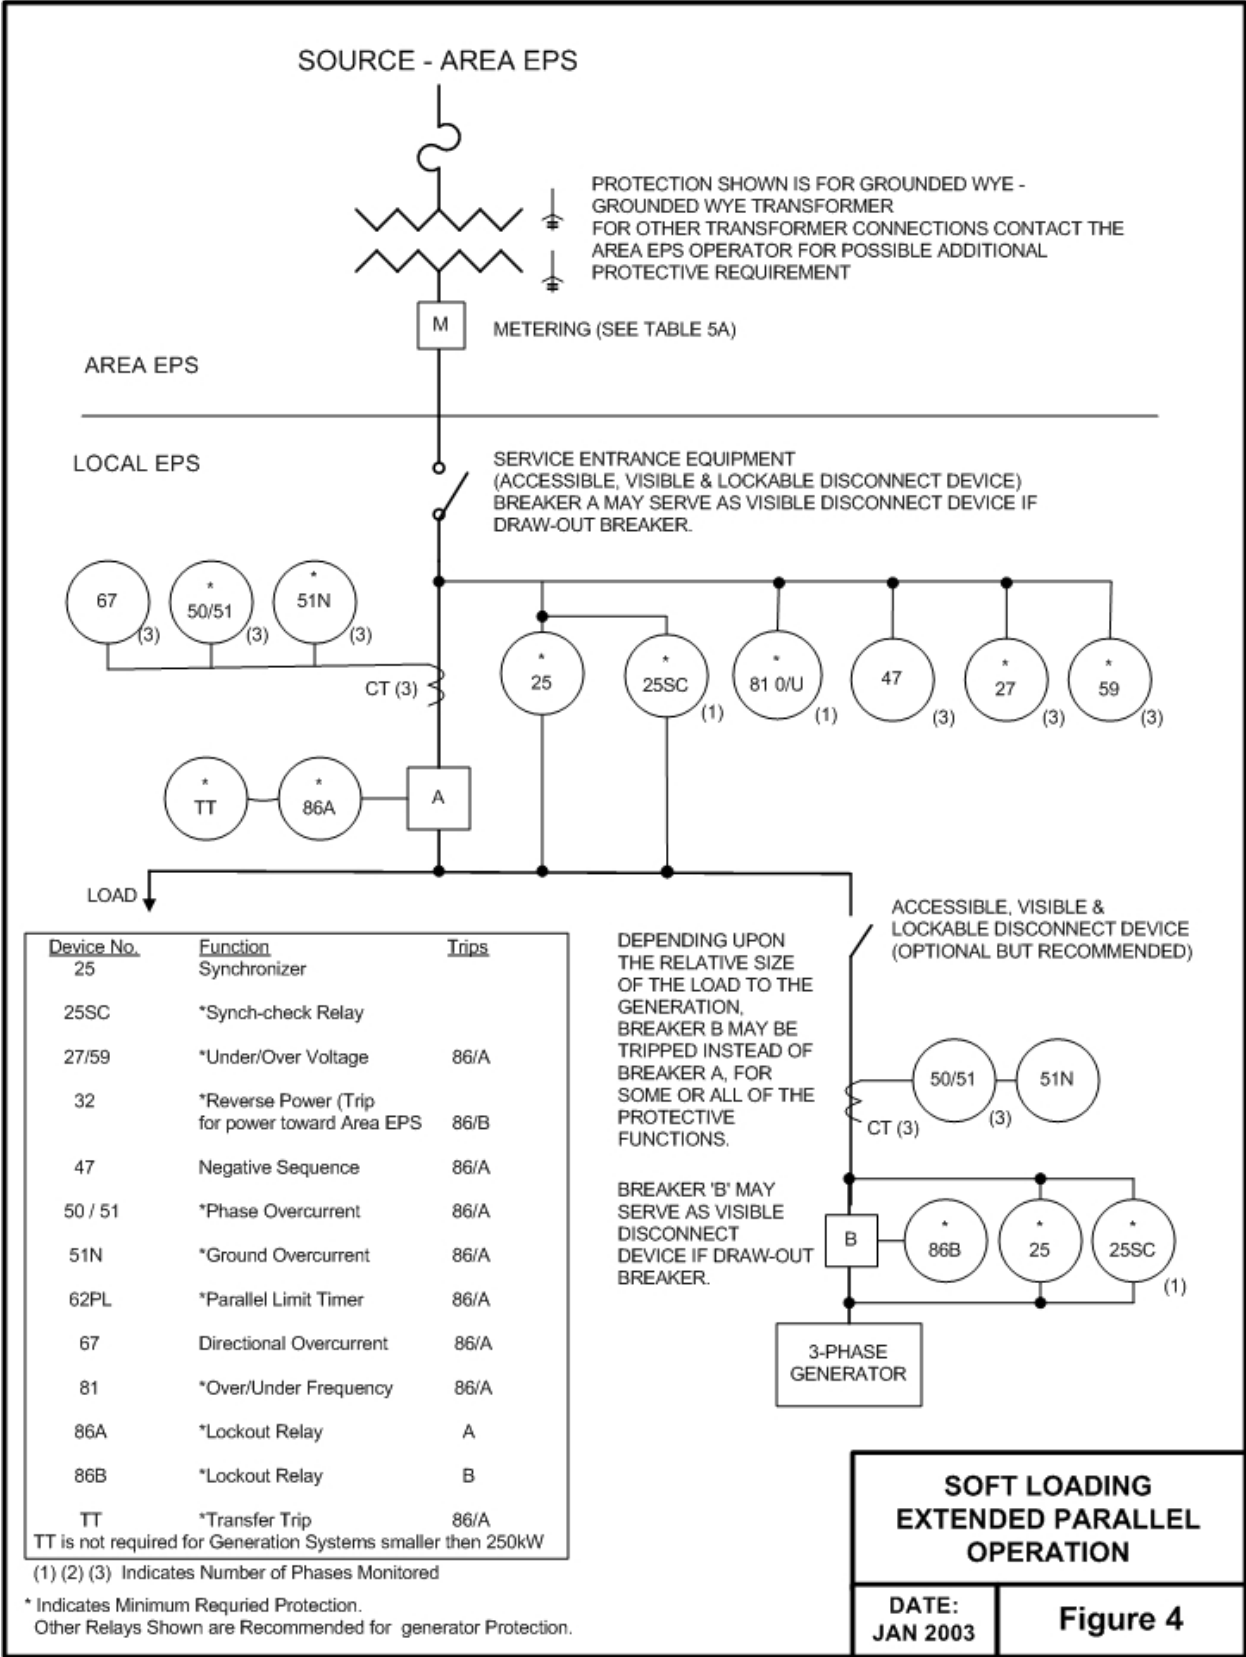 SOURCE - AREA EPS
PROTECTION SHOWN IS FOR GROUNDED WYE -
GROUNDED WYE TRANSFORMER
FOR OTHER TRANSFORMER CONNECTIONS CONTACT THE
AREA EPS OPERATOR FOR POSSIBLE ADDITIONAL
PROTECTIVE REQUIREMENT
M
METERING (SEE TABLE 5A)
AREA EPS
LOCAL EPS
SERVICE ENTRANCE EQUIPMENT
(ACCESSIBLE, VISIBLE & LOCKABLE DISCONNECT DEVICE)
BREAKER A MAY SERVE AS VISIBLE DISCONNECT DEVICE IF
DRAW-OUT BREAKER.
67
(3)
*
50/51
(3)
*
51N
(3)
CT (3)
*
25
*
25SC
(1)
*
81 0/U
(1)
47
(3)
*
27
(3)
*
59
(3)
*
TT
*
86A
A
LOAD
ACCESSIBLE, VISIBLE &
LOCKABLE DISCONNECT DEVICE
(OPTIONAL BUT RECOMMENDED)
Device No. Function Trips
25 Synchronizer
25SC *Synch-check Relay
27/59 *Under/Over Voltage 86/A
32 *Reverse Power (Trip
for power toward Area EPS 86/B
47 Negative Sequence 86/A
50 / 51 *Phase Overcurrent 86/A
51N *Ground Overcurrent 86/A
62PL *Parallel Limit Timer 86/A
67 Directional Overcurrent 86/A
81 *Over/Under Frequency 86/A
86A *Lockout Relay A
86B *Lockout Relay B
TT *Transfer Trip 86/A
TT is not required for Generation Systems smaller then 250kW
(1) (2) (3) Indicates Number of Phases Monitored
* Indicates Minimum Requried Protection.
Other Relays Shown are Recommended for generator Protection.
DEPENDING UPON
THE RELATIVE SIZE
OF THE LOAD TO THE
GENERATION,
BREAKER B MAY BE
TRIPPED INSTEAD OF
BREAKER A, FOR
SOME OR ALL OF THE
PROTECTIVE
FUNCTIONS.
BREAKER 'B' MAY
SERVE AS VISIBLE
DISCONNECT
DEVICE IF DRAW-OUT
BREAKER.
50/51
(3)
51N
CT (3)
B
*
86B
*
25
*
25SC
(1)
3-PHASE
GENERATOR
SOFT LOADING
EXTENDED PARALLEL
OPERATION
DATE:
JAN 2003
Figure 4